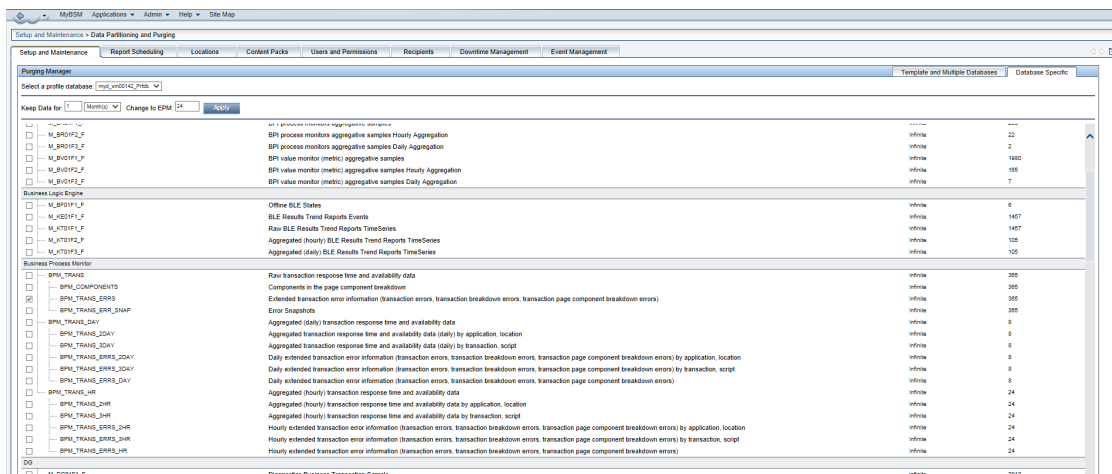 MyBSM Applications Admin Help Site Map
Setup and Maintenance > Data Partitioning and Purging
Setup and Maintenance Report Scheduling Locations Content Packs Users and Permissions Recipients Downtime Management Event Management
Purging Manager Template and Multiple Databases Database Specific
Select a profile database:
Keep Data for: 1 Month(s) Change to EPM: 24 Apply
M_BR01F2_F BPI process monitors aggregative samples Hourly Aggregation Infinite 22
M_BR01F3_F BPI process monitors aggregative samples Daily Aggregation Infinite 2
M_BV01F1_F BPI value monitor (metric) aggregative samples Infinite 1980
M_BV01F2_F BPI value monitor (metric) aggregative samples Hourly Aggregation Infinite 165
M_BV01F3_F BPI value monitor (metric) aggregative samples Daily Aggregation Infinite 7
Business Logic Engine
M_BF01F1_F Offline BLE States Infinite 6
M_KE01F1_F BLE Results Trend Reports Events Infinite 1457
M_KT01F1_F Raw BLE Results Trend Reports TimeSeries Infinite 1457
M_KT01F2_F Aggregated (hourly) BLE Results Trend Reports TimeSeries Infinite 105
M_KT01F3_F Aggregated (daily) BLE Results Trend Reports TimeSeries Infinite 105
Business Process Monitor
BPM_TRANS Raw transaction response time and availability data Infinite 365
BPM_COMPONENTS Components in the page component breakdown Infinite 365
BPM_TRANS_ERRS Extended transaction error information (transaction errors, transaction breakdown errors, transaction page component breakdown errors) Infinite 365
BPM_TRANS_ERR_SNAP Error Snapshots Infinite 365
BPM_TRANS_DAY Aggregated (daily) transaction response time and availability data Infinite 8
BPM_TRANS_2DAY Aggregated transaction response time and availability data (daily) by application, location Infinite 8
BPM_TRANS_3DAY Aggregated transaction response time and availability data (daily) by transaction, script Infinite 8
BPM_TRANS_ERRS_2DAY Daily extended transaction error information (transaction errors, transaction breakdown errors, transaction page component breakdown errors) by application, location Infinite 8
BPM_TRANS_ERRS_3DAY Daily extended transaction error information (transaction errors, transaction breakdown errors, transaction page component breakdown errors) by transaction, script Infinite 8
BPM_TRANS_ERRS_DAY Daily extended transaction error information (transaction errors, transaction breakdown errors, transaction page component breakdown errors) Infinite 8
BPM_TRANS_HR Aggregated (hourly) transaction response time and availability data Infinite 24
BPM_TRANS_2HR Aggregated (hourly) transaction response time and availability data by application, location Infinite 24
BPM_TRANS_3HR Aggregated (hourly) transaction response time and availability data by transaction, script Infinite 24
BPM_TRANS_ERRS_2HR Hourly extended transaction error information (transaction errors, transaction breakdown errors, transaction page component breakdown errors) by application, location Infinite 24
BPM_TRANS_ERRS_3HR Hourly extended transaction error information (transaction errors, transaction breakdown errors, transaction page component breakdown errors) by transaction, script Infinite 24
BPM_TRANS_ERRS_HR Hourly extended transaction error information (transaction errors, transaction breakdown errors, transaction page component breakdown errors) Infinite 24
DG